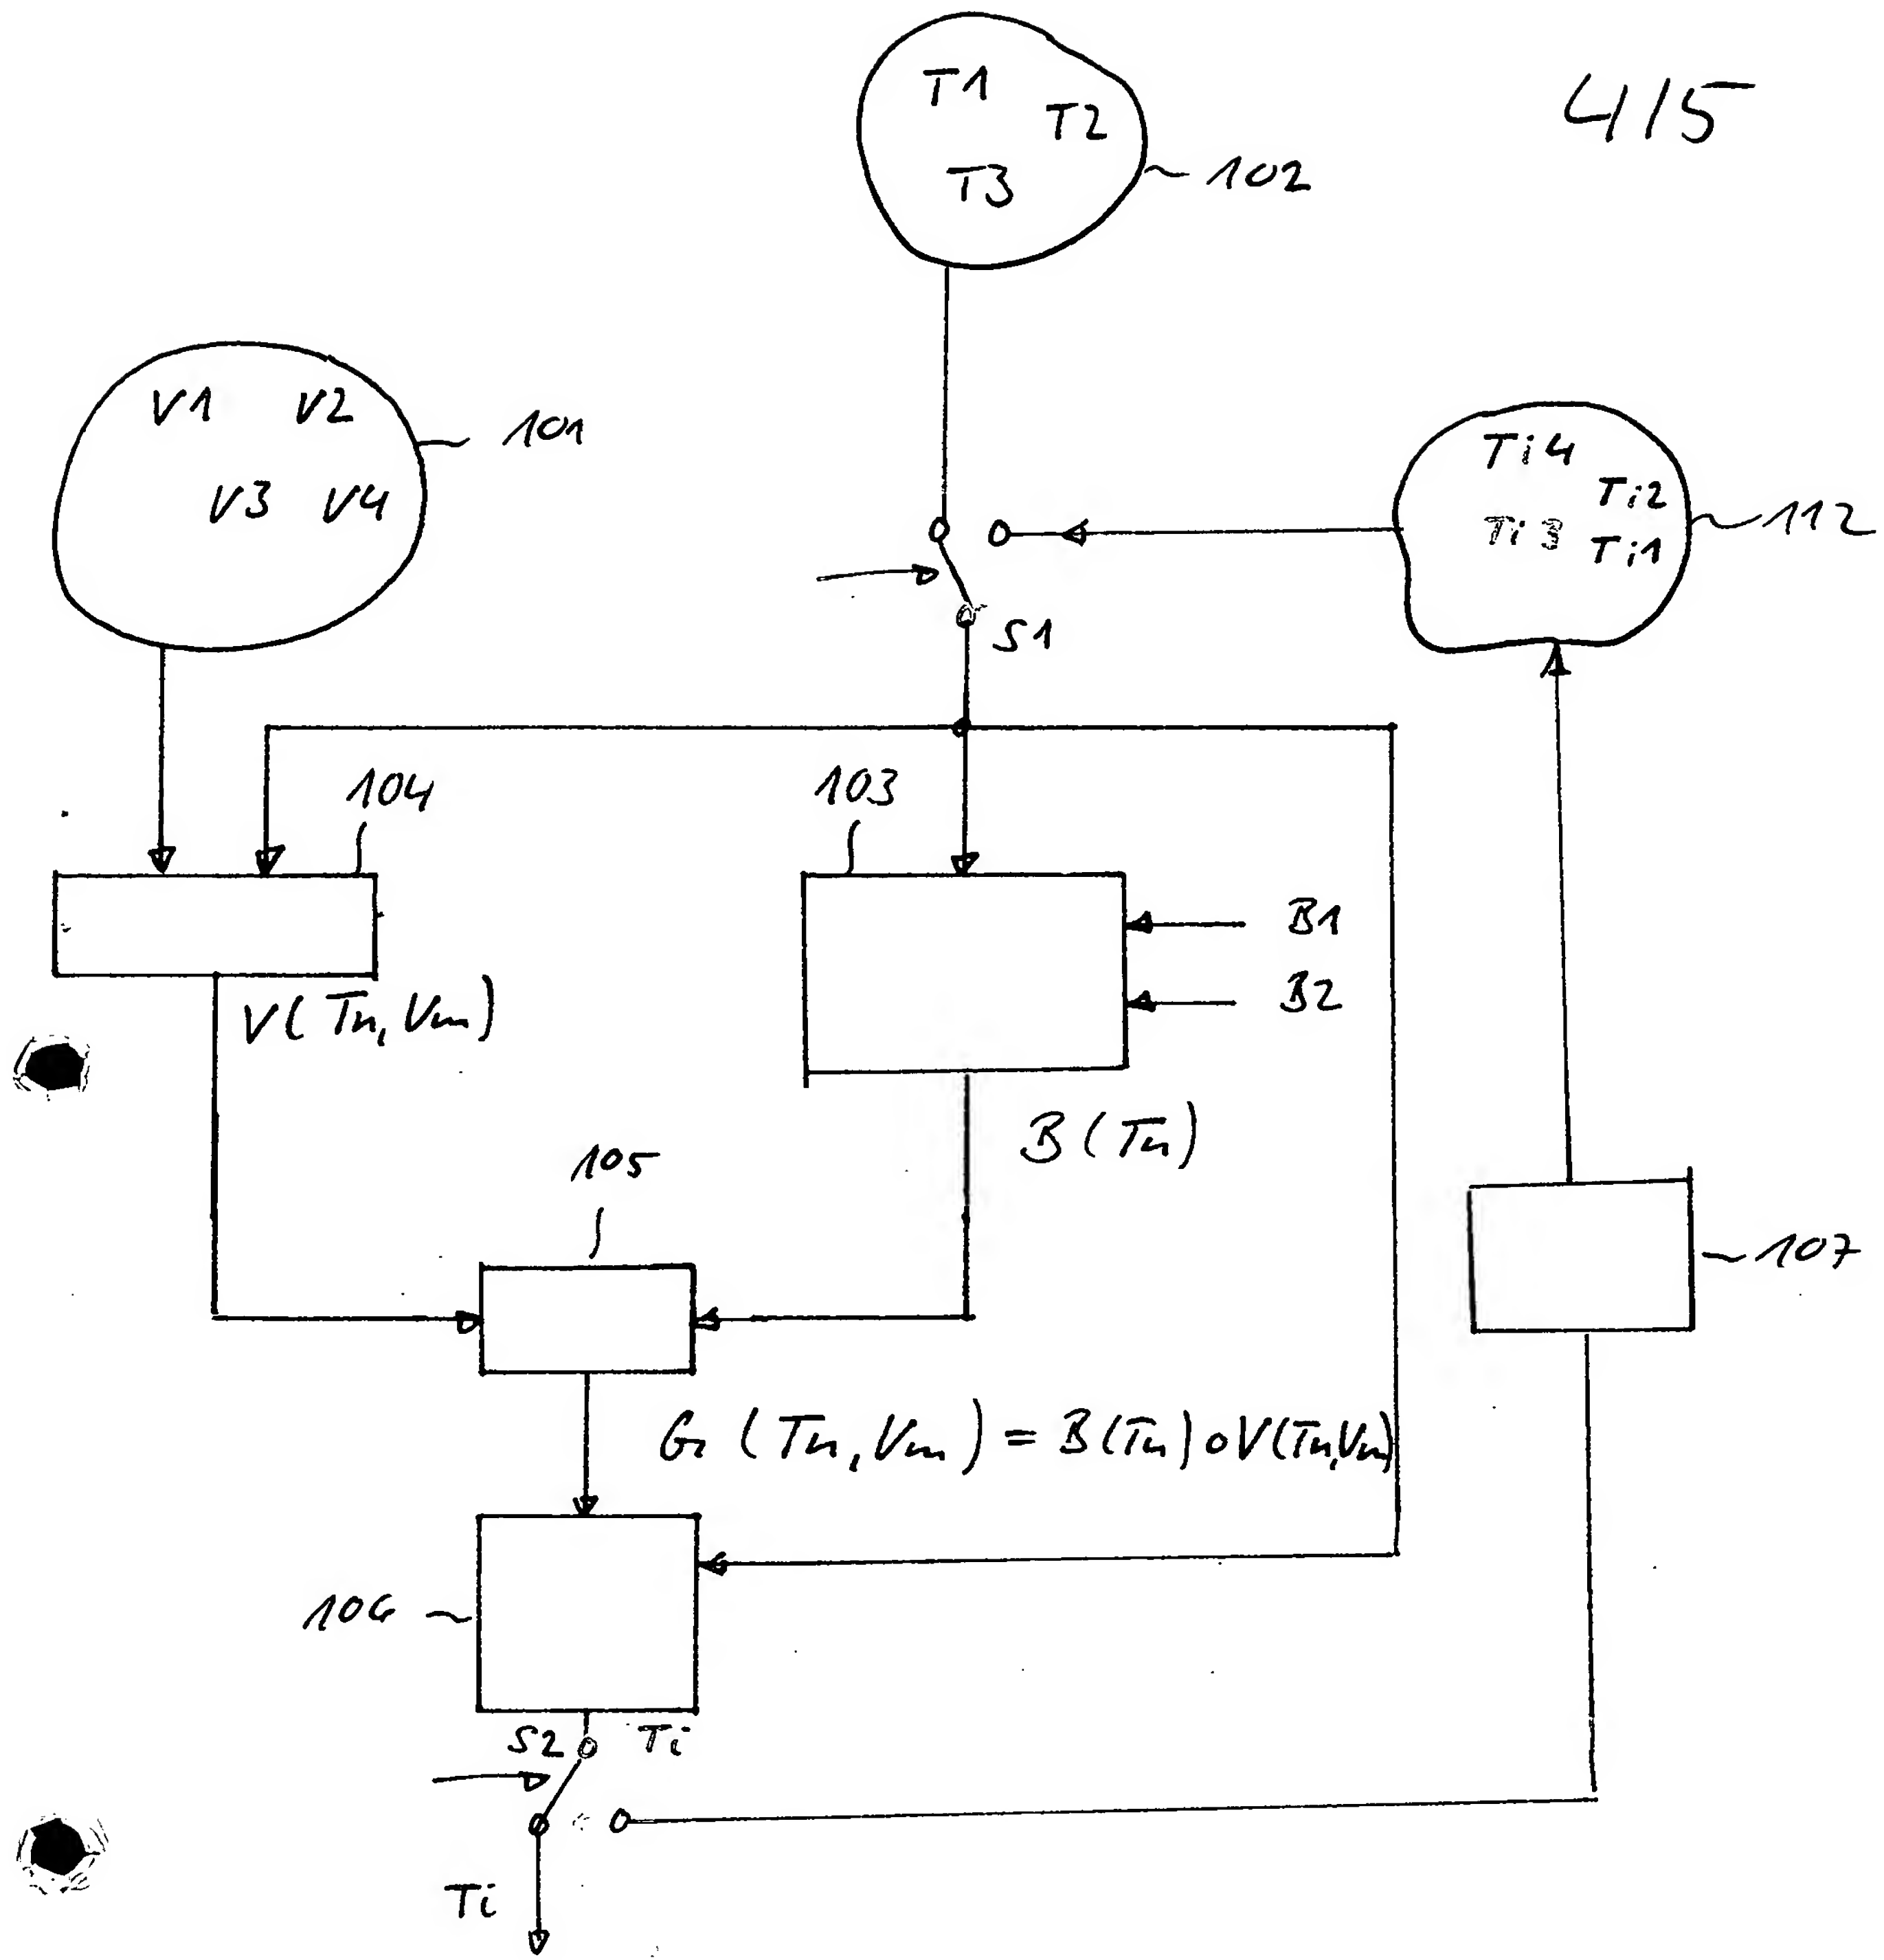 4/5
T1
T2
T3
102
V1 V2
101
V3 V4
Ti4
Ti2
Ti3
Ti1
112
S1
104
103
B1
B2
V(Tn, Vm)
B(Tn)
105
107
G(Tn, Vm) = B(Tn) o V(Tn, Vm)
106
S2 Ti
Ti